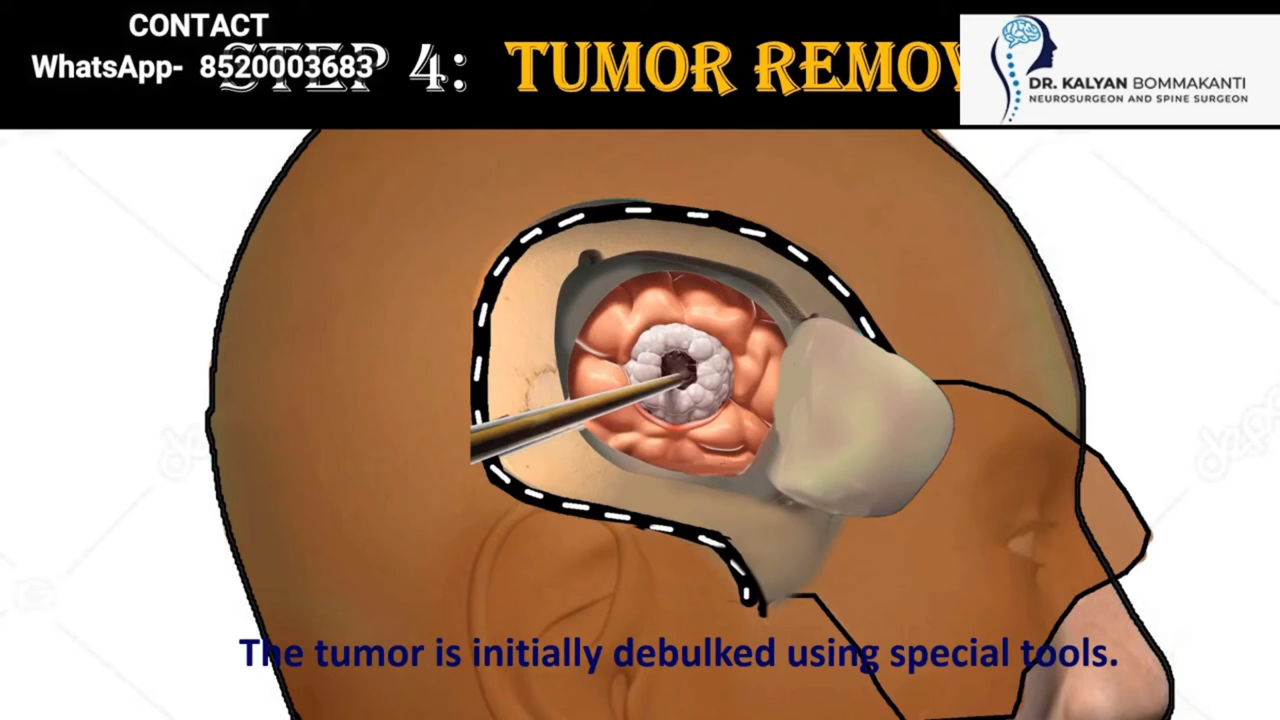 CONTACT
WhatsApp- 8520003683
STEP 4: TUMOR REMOV
DR. KALYAN BOMMAKANTI
NEUROSURGEON AND SPINE SURGEON
The tumor is initially debulked using special tools.